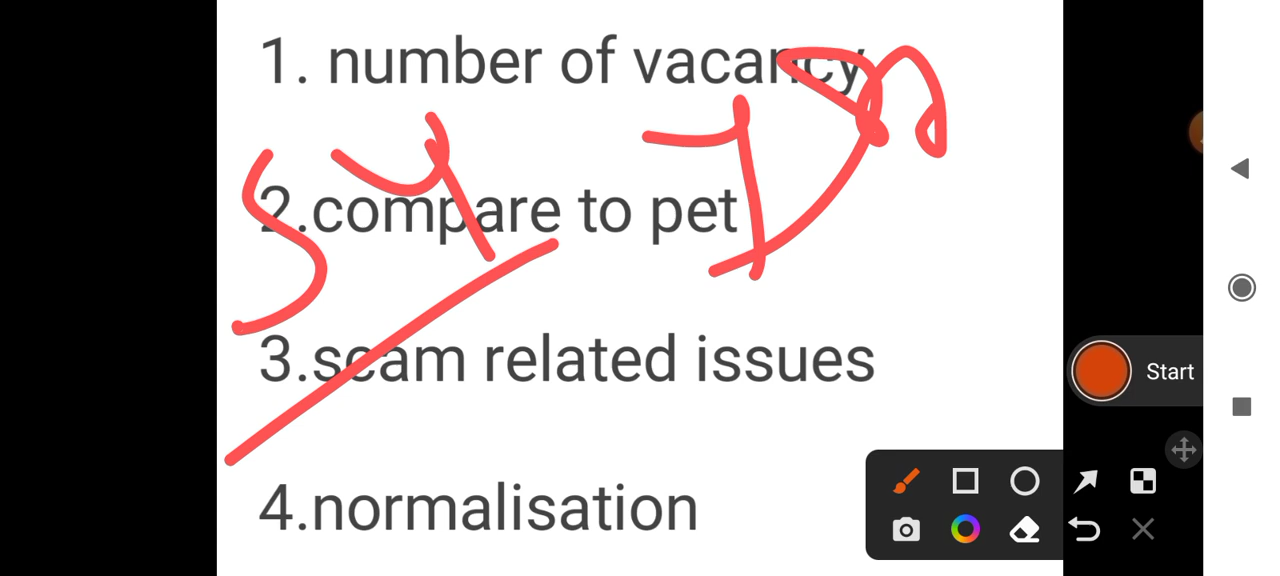 1. number of vacancy
2.compare to pet
3.scam related issues
Start
4.normalisation